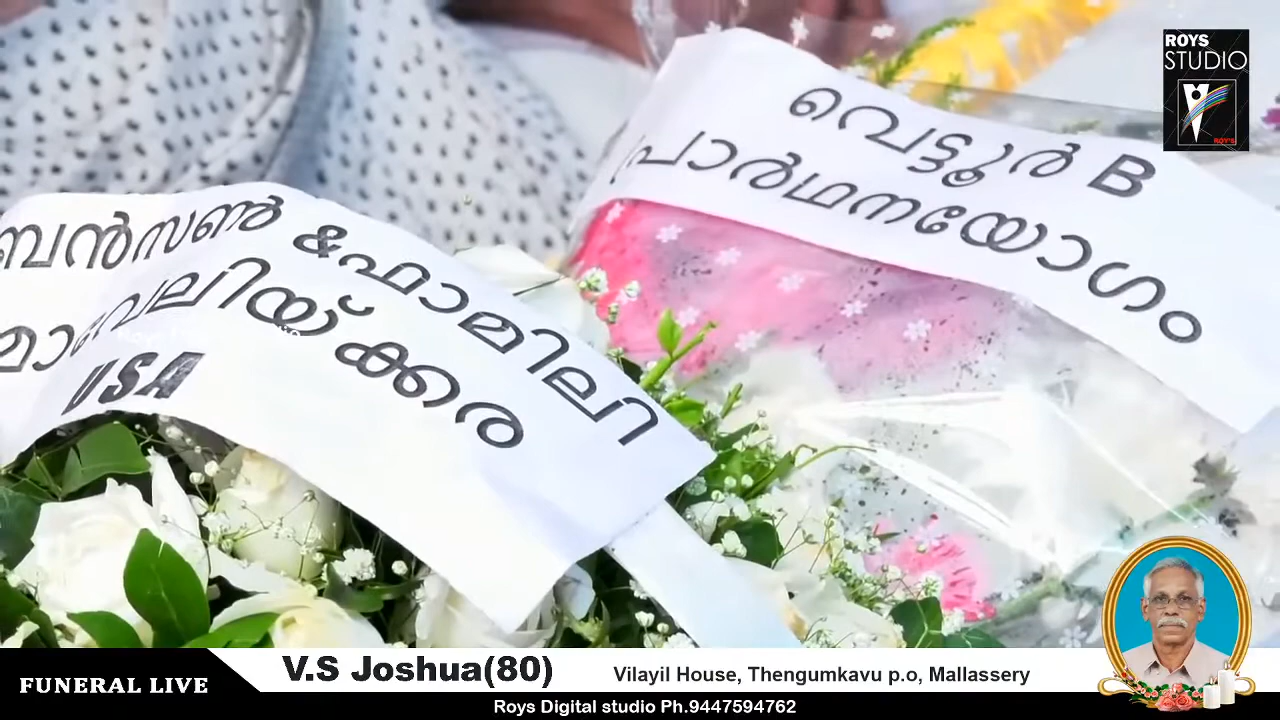 ROYS
STUDIO
ROY'S
വെട്ടൂർ B
പ്രാർഥനയോഗം
ബൻസൺ &ഫാമിലി
മാവേലിയ്ക്കര
USA
FUNERAL LIVE
V.S Joshua(80)
Vilayil House, Thengumkavu p.o, Mallassery
Roys Digital studio Ph.9447594762